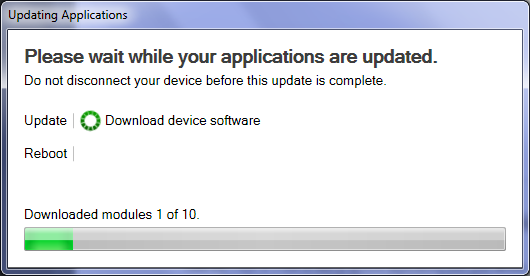 Updating Applications
Please wait while your applications are updated.
Do not disconnect your device before this update is complete.
Update Download device software
Reboot
Downloaded modules 1 of 10.